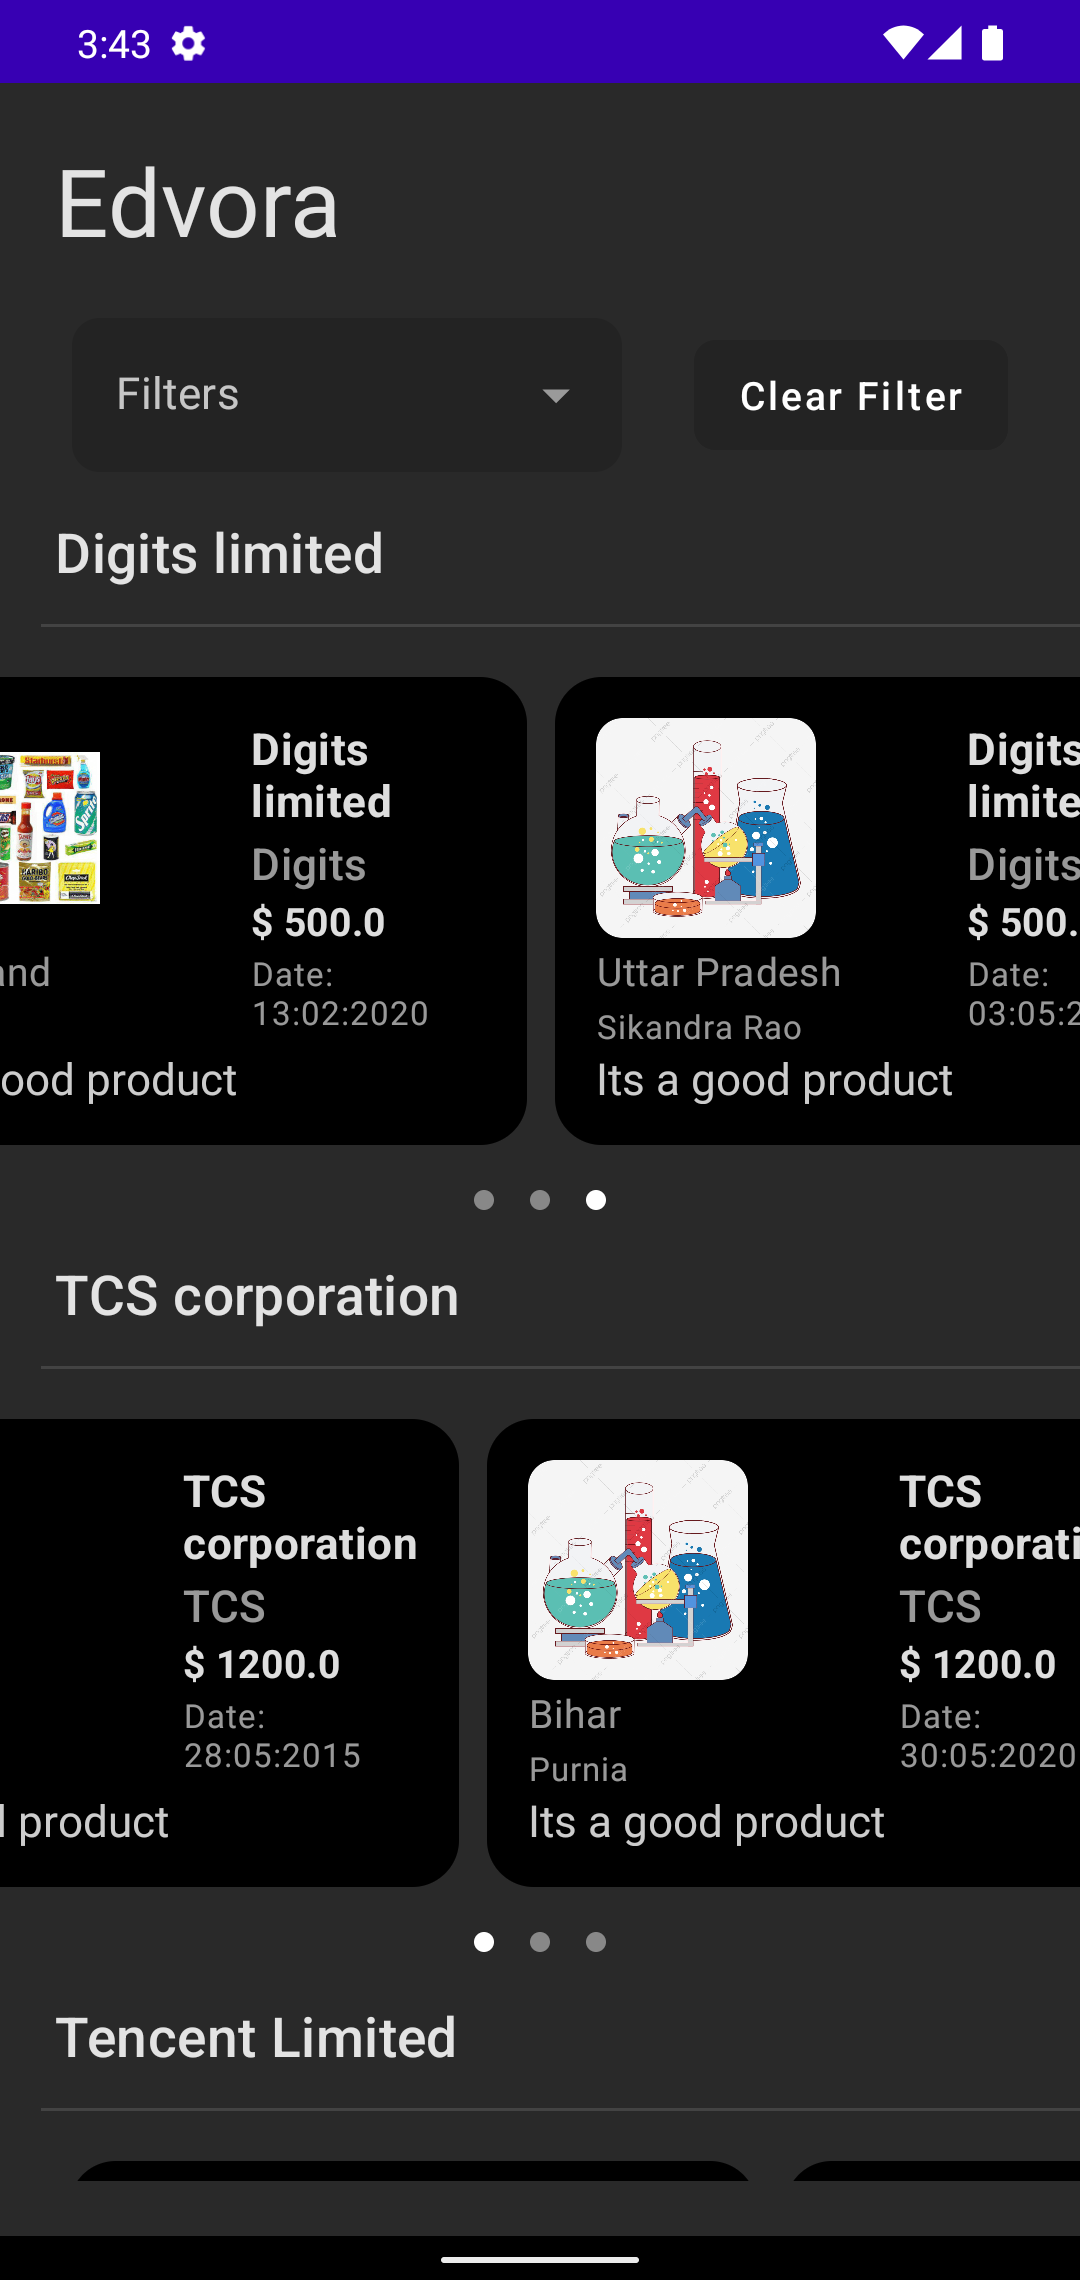 3:43
Edvora
Filters
Clear Filter
Digits limited
Digits
limited
Digits
$ 500.0
and
Date:
13:02:2020
ood product
Digits
limite
Digits
$ 500.
Uttar Pradesh
Date:
03:05:2
Sikandra Rao
Its a good product
TCS corporation
TCS
corporation
TCS
$ 1200.0
Date:
28:05:2015
product
TCS
corporati
TCS
$ 1200.0
Bihar
Date:
30:05:2020
Purnia
Its a good product
Tencent Limited